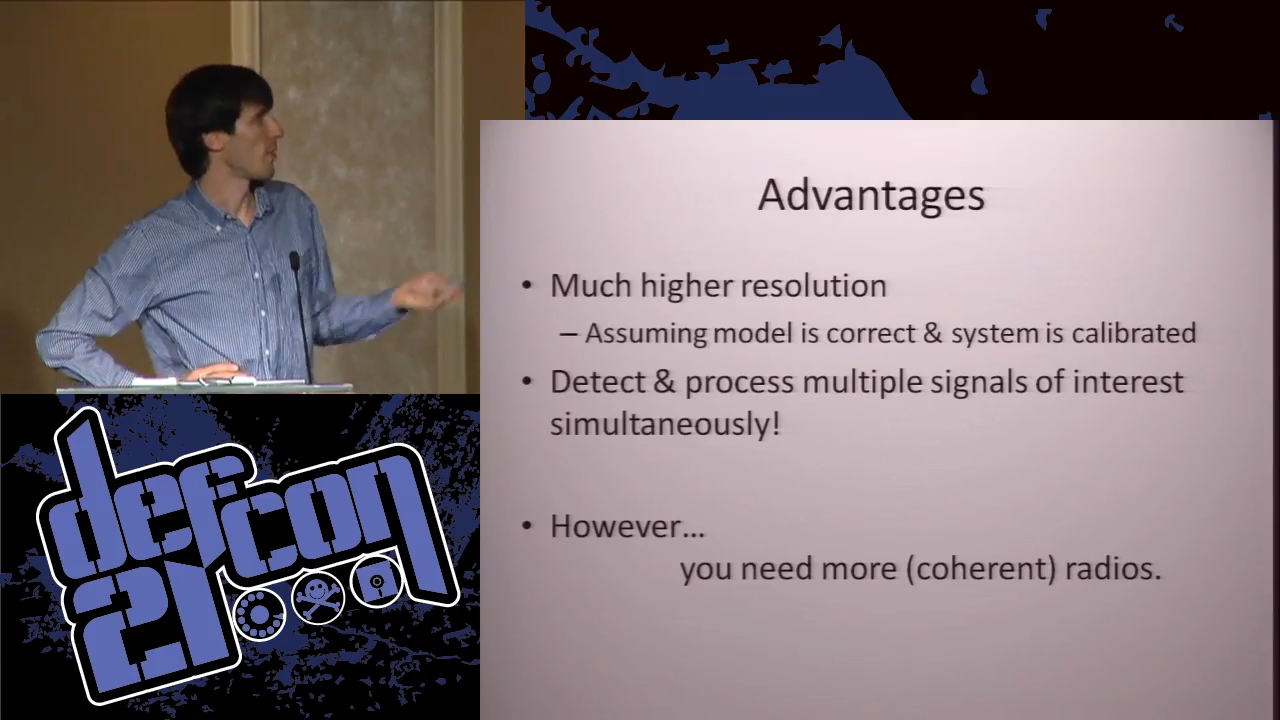 Advantages
• Much higher resolution
– Assuming model is correct & system is calibrated
• Detect & process multiple signals of interest
simultaneously!
• However…
you need more (coherent) radios.
defcon
21